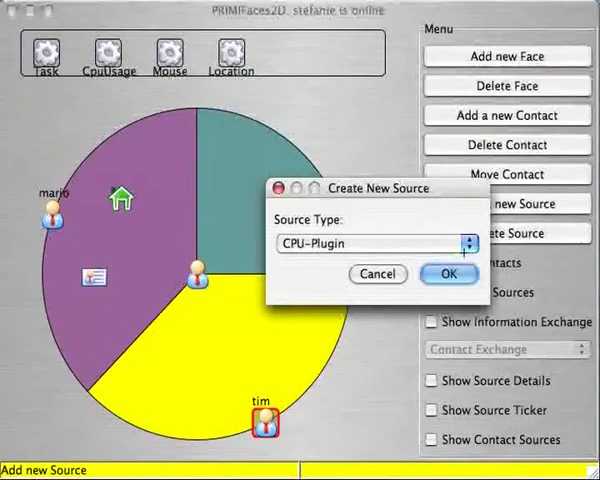 PRIMIFaces2D. stefanie is online
Task
CpuUsage
Mouse
Location
Menu
Add new Face
Delete Face
Add a new Contact
Delete Contact
Move Contact
new Source
ete Source
ntacts
Sources
Show Information Exchange
Contact Exchange
Show Source Details
Show Source Ticker
Show Contact Sources
Create New Source
Source Type:
CPU-Plugin
Cancel
OK
mario
tim
Add new Source